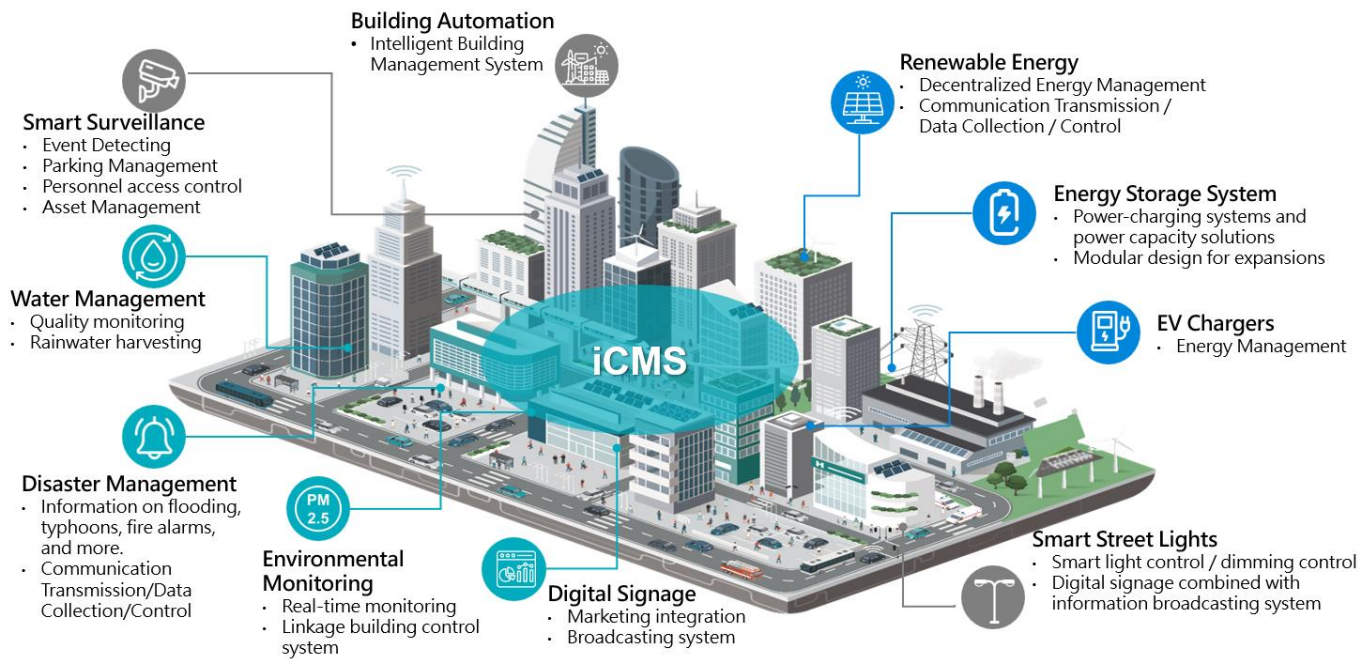 Building Automation
• Intelligent Building
Management System
Smart Surveillance
• Event Detecting
• Parking Management
• Personnel access control
• Asset Management
Renewable Energy
• Decentralized Energy Management
• Communication Transmission /
Data Collection / Control
Energy Storage System
• Power-charging systems and
power capacity solutions
• Modular design for expansions
Water Management
• Quality monitoring
• Rainwater harvesting
EV Chargers
• Energy Management
iCMS
Disaster Management
• Information on flooding,
typhoons, fire alarms,
and more.
• Communication
Transmission/Data
Collection/Control
PM
2.5
Environmental
Monitoring
• Real-time monitoring
• Linkage building control
system
Digital Signage
• Marketing integration
• Broadcasting system
Smart Street Lights
• Smart light control / dimming control
• Digital signage combined with
information broadcasting system